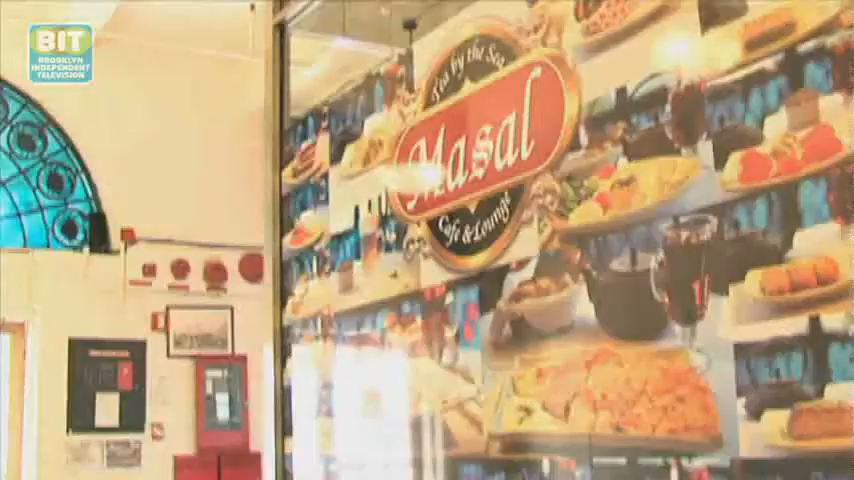 BIT
BROOKLYN
INDEPENDENT
TELEVISION
Tea by the Sea
Masal
Cafe & Lounge